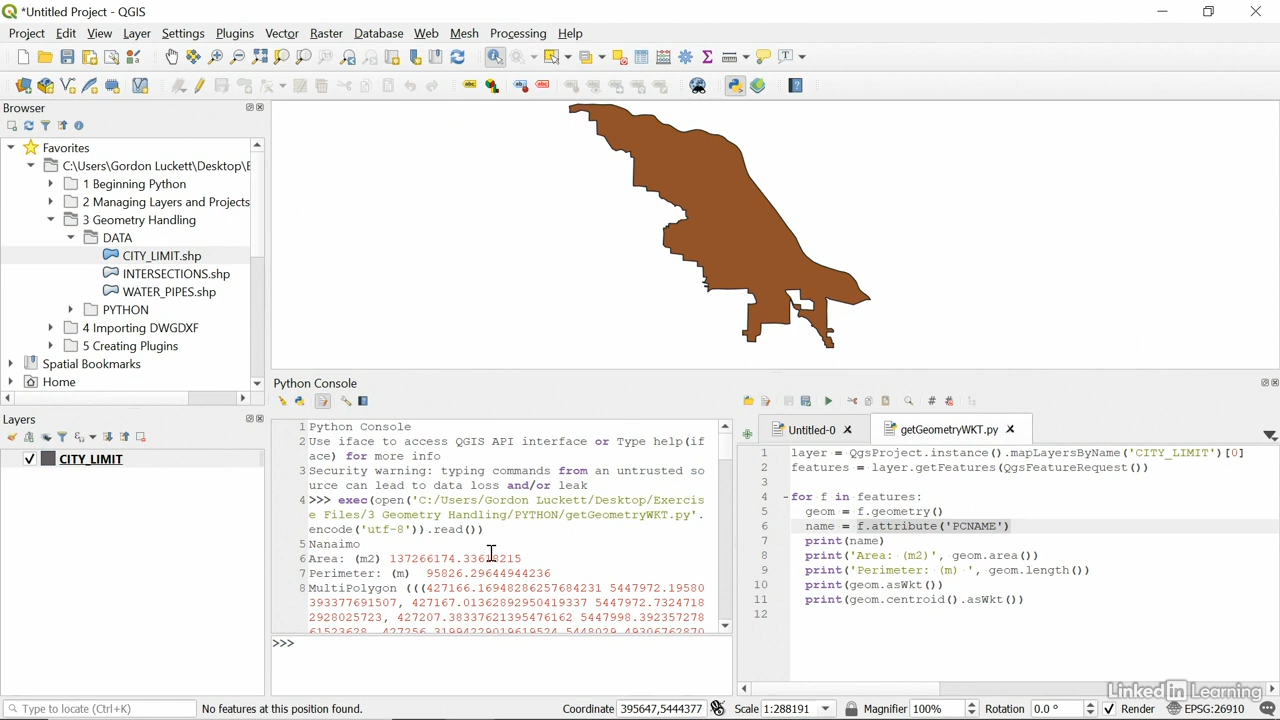 *Untitled Project - QGIS
Project Edit View Layer Settings Plugins Vector Raster Database Web Mesh Processing Help
Browser
Favorites
C:\Users\Gordon Luckett\Desktop\E
1 Beginning Python
2 Managing Layers and Projects
3 Geometry Handling
DATA
CITY_LIMIT.shp
INTERSECTIONS.shp
WATER_PIPES.shp
PYTHON
4 Importing DWGDXF
5 Creating Plugins
Spatial Bookmarks
Home
Layers
CITY_LIMIT
Python Console
1 Python Console
2 Use iface to access QGIS API interface or Type help(if
ace) for more info
3 Security warning: typing commands from an untrusted so
urce can lead to data loss and/or leak
4 >>> exec(open('C:/Users/Gordon Luckett/Desktop/Exercis
e Files/3 Geometry Handling/PYTHON/getGeometryWKT.py'.
encode('utf-8')).read())
5 Nanaimo
6 Area: (m2) 137266174.33619215
7 Perimeter: (m)  95826.29644944236
8 MultiPolygon (((427166.16948286257684231 5447972.19580
393377691507, 427167.01362892950419337 5447972.7324718
2928025723, 427207.38337621395476162 5447998.392357278
61523628, 427256.31994229019619524 5448029.49306762870
>>>
Untitled-0
getGeometryWKT.py
1 layer = QgsProject.instance().mapLayersByName('CITY_LIMIT')[0]
2 features = layer.getFeatures(QgsFeatureRequest())
3
4 for f in features:
5 geom = f.geometry()
6 name = f.attribute('PCNAME')
7 print(name)
8 print('Area: (m2)', geom.area())
9 print('Perimeter: (m) ', geom.length())
10 print(geom.asWkt())
11 print(geom.centroid().asWkt())
12
LinkedIn Learning
Type to locate (Ctrl+K) No features at this position found. Coordinate 395647,5444377 Scale 1:288191 Magnifier 100% Rotation 0.0 ° Render EPSG:26910